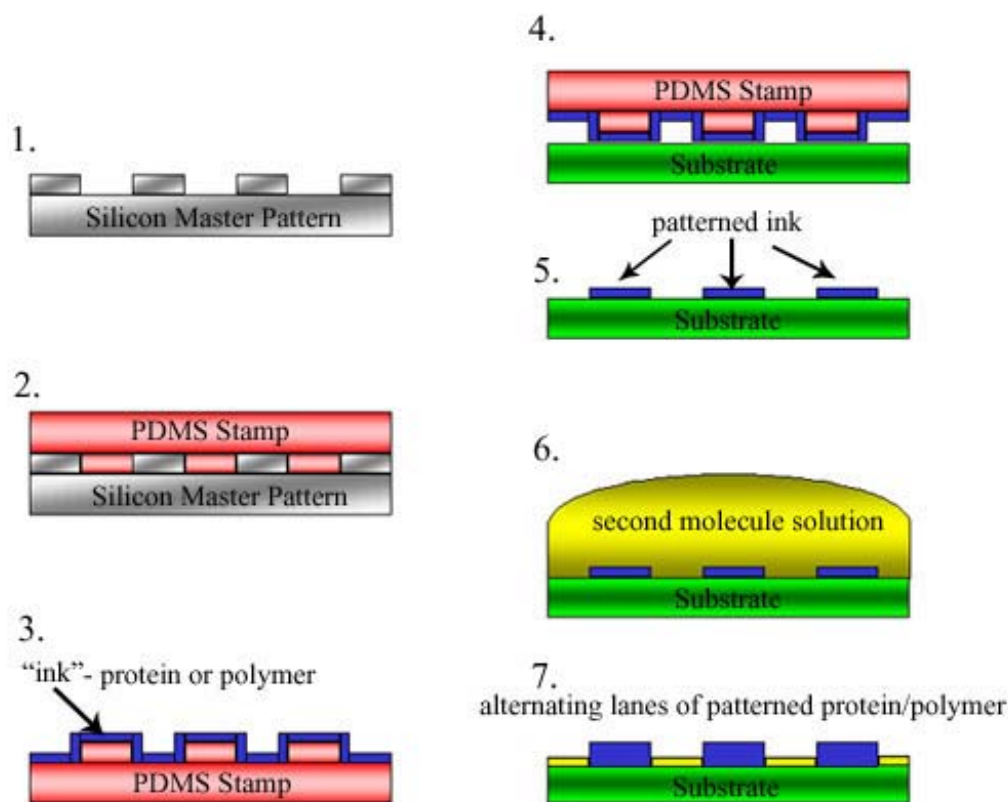 1.
Silicon Master Pattern
2.
PDMS Stamp
Silicon Master Pattern
3.
“ink”- protein or polymer
PDMS Stamp
4.
PDMS Stamp
Substrate
patterned ink
5.
Substrate
6.
second molecule solution
Substrate
7.
alternating lanes of patterned protein/polymer
Substrate